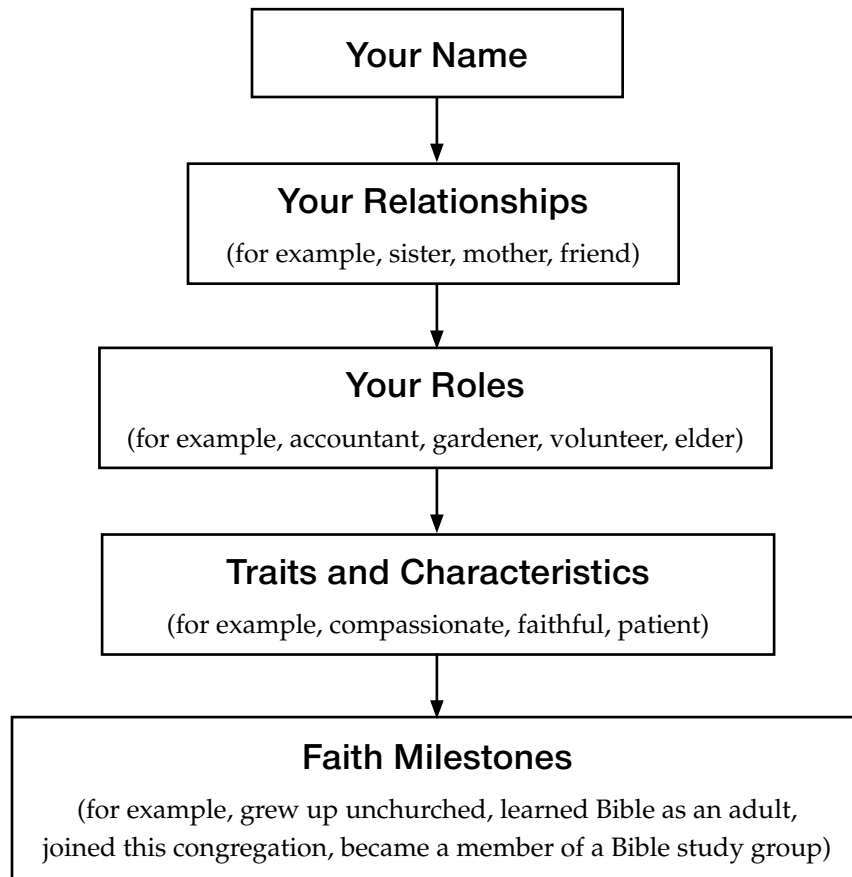 Your Name
Your Relationships
(for example, sister, mother, friend)
Your Roles
(for example, accountant, gardener, volunteer, elder)
Traits and Characteristics
(for example, compassionate, faithful, patient)
Faith Milestones
(for example, grew up unchurched, learned Bible as an adult,
joined this congregation, became a member of a Bible study group)